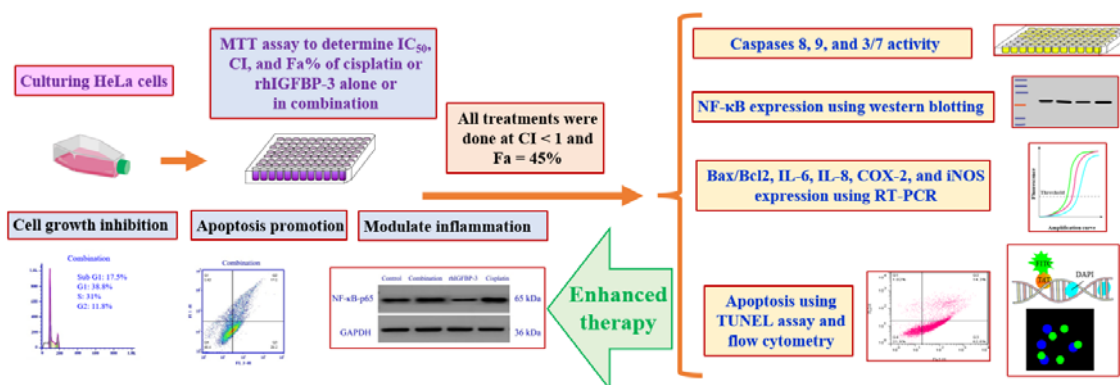 Culturing HeLa cells
MTT assay to determine IC₅₀,
CI, and Fa% of cisplatin or
rhIGFBP-3 alone or
in combination
All treatments were
done at CI < 1 and
Fa = 45%
Caspases 8, 9, and 3/7 activity
NF-κB expression using western blotting
Bax/Bcl2, IL-6, IL-8, COX-2, and iNOS
expression using RT-PCR
Fluorescence
Threshold
Amplification curve
Apoptosis using
TUNEL assay and
flow cytometry
FITC
DAPI
Enhanced
therapy
Cell growth inhibition
Combination
Sub G1: 17.5%
G1: 38.8%
S: 31%
G2: 11.8%
Apoptosis promotion
Combination
Modulate inflammation
Control Combination rhIGFBP-3 Cisplatin
NF-κB-p65 65 kDa
GAPDH 36 kDa